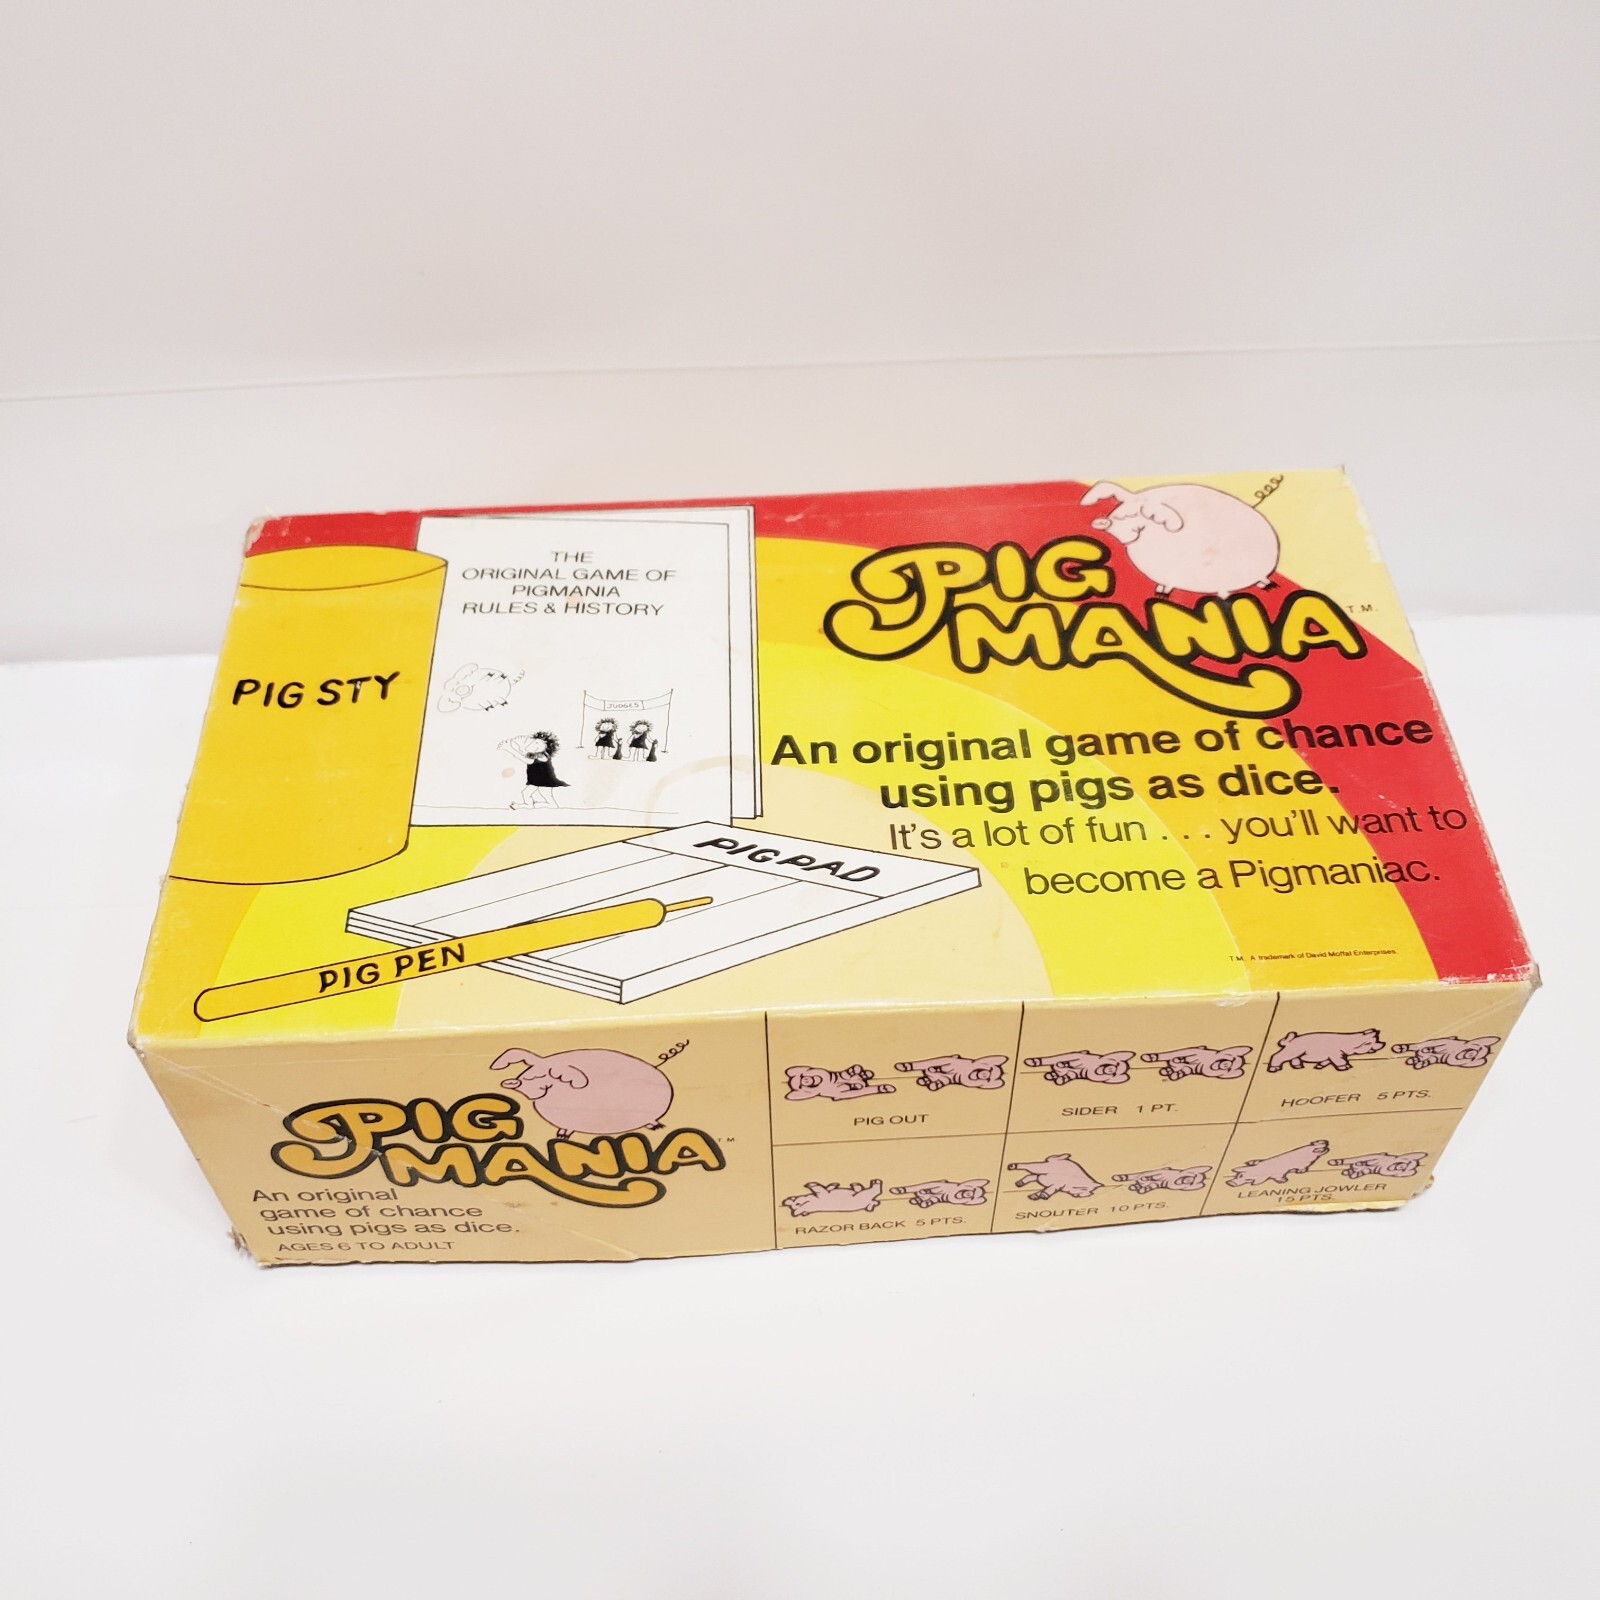 PIG STY
THE
ORIGINAL GAME OF
PIGMANIA
RULES & HISTORY
JUDGES
PIG
MANIA T.M.
An original game of chance
using pigs as dice.
It's a lot of fun . . . you'll want to
become a Pigmaniac.
PIG PAD
PIG PEN
T.M. A trademark of David Moffat Enterprises.
PIG
MANIA TM
An original
game of chance
using pigs as dice.
AGES 6 TO ADULT
PIG OUT
SIDER 1 PT.
HOOFER 5 PTS.
RAZOR BACK 5 PTS.
SNOUTER 10 PTS.
LEANING JOWLER
15 PTS.